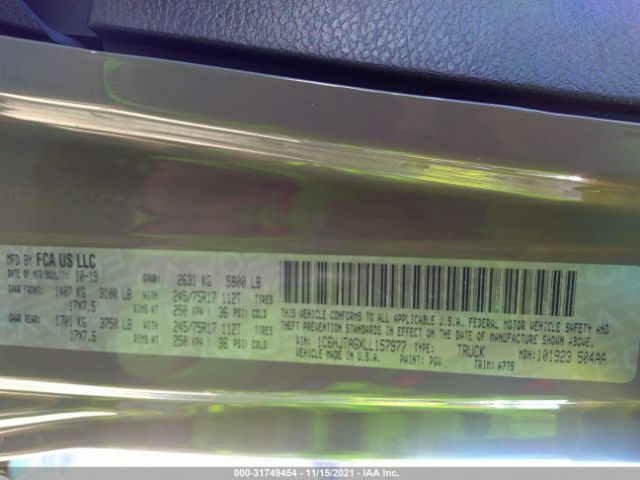 MFD BY FCA US LLC
DATE OF MFR(BUILT): 10-19 GVWR: 2631 KG 5800 LB
GAWR FRONT: 1407 KG 3100 LB WITH 245/75R17 112T TIRES
17X7.5 RIMS AT 250 KPA 36 PSI COLD
GAWR REAR: 1701 KG 3750 LB WITH 245/75R17 112T TIRES
17X7.5 RIMS AT 250 KPA 36 PSI COLD
THIS VEHICLE CONFORMS TO ALL APPLICABLE U.S.A. FEDERAL MOTOR VEHICLE SAFETY AND
THEFT PREVENTION STANDARDS IN EFFECT ON THE DATE OF MANUFACTURE SHOWN ABOVE.
VIN: 1C6HJTAGXLL157977 TYPE: TRUCK MDH: 101923 504AA
VEHICLE MADE IN U.S.A. PAINT: PGV TRIM: A7T5
000-31749454 - 11/15/2021 - IAA Inc.